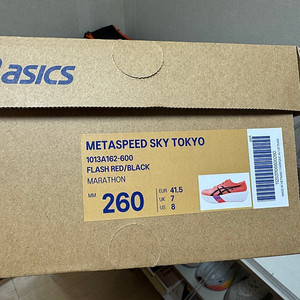 asics
METASPEED SKY TOKYO
1013A162-600
FLASH RED/BLACK
MARATHON
MM 260
EUR 41.5
UK 7
US 8